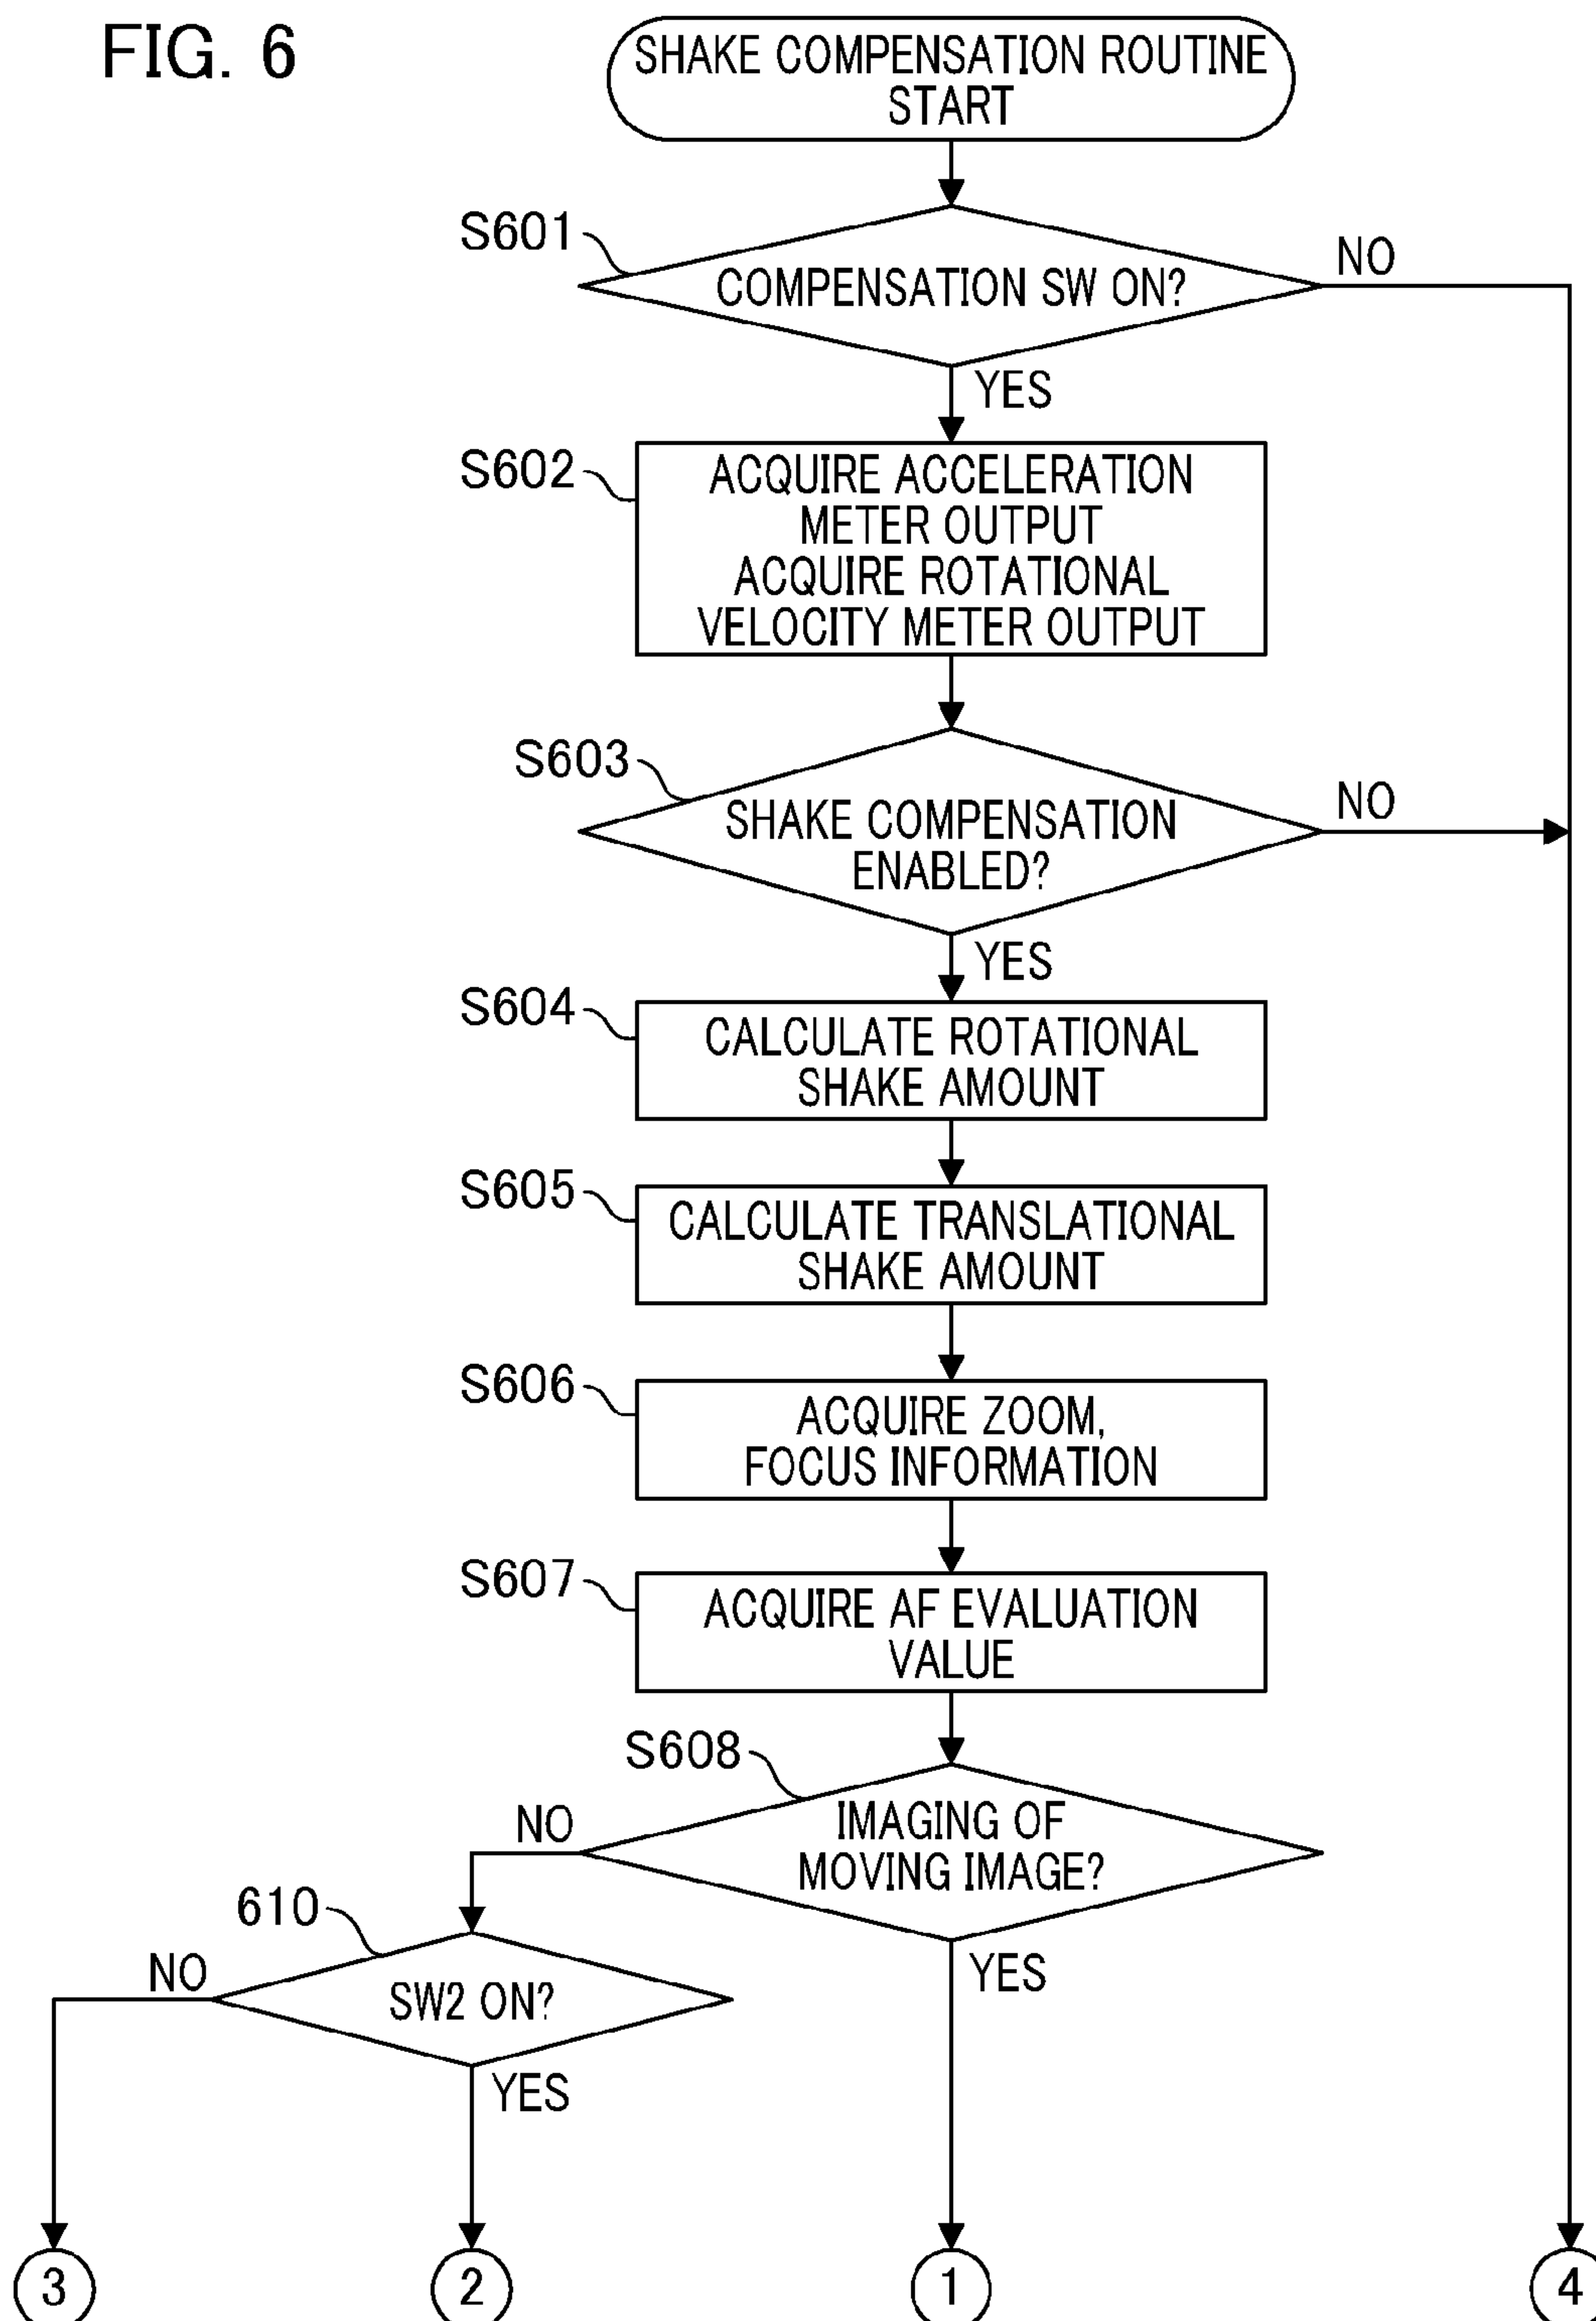 FIG. 6
SHAKE COMPENSATION ROUTINE
START
S601
COMPENSATION SW ON?
NO
YES
S602
ACQUIRE ACCELERATION
METER OUTPUT
ACQUIRE ROTATIONAL
VELOCITY METER OUTPUT
S603
SHAKE COMPENSATION
ENABLED?
NO
YES
S604
CALCULATE ROTATIONAL
SHAKE AMOUNT
S605
CALCULATE TRANSLATIONAL
SHAKE AMOUNT
S606
ACQUIRE ZOOM,
FOCUS INFORMATION
S607
ACQUIRE AF EVALUATION
VALUE
S608
IMAGING OF
MOVING IMAGE?
NO
YES
610
SW2 ON?
NO
YES
3
2
1
4